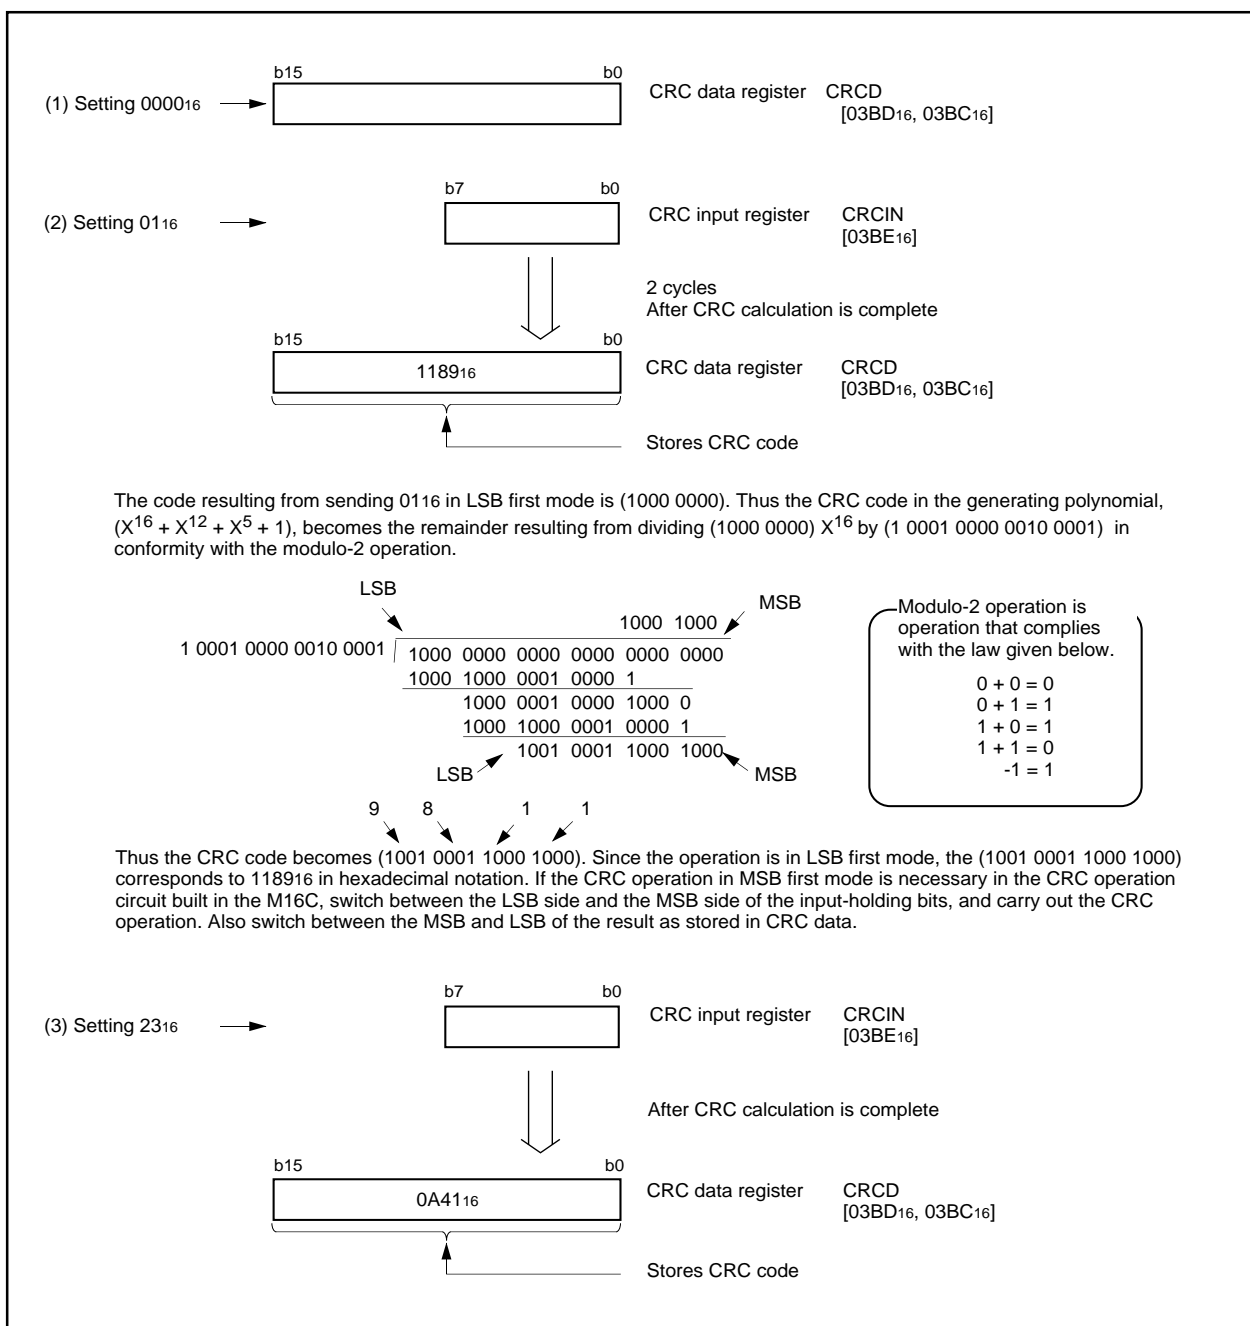 b15 b0
(1) Setting 0000₁₆ CRC data register CRCD
[03BD₁₆, 03BC₁₆]
b7 b0
(2) Setting 01₁₆ CRC input register CRCIN
[03BE₁₆]
2 cycles
After CRC calculation is complete
b15 b0
1189₁₆ CRC data register CRCD
[03BD₁₆, 03BC₁₆]
Stores CRC code
The code resulting from sending 01₁₆ in LSB first mode is (1000 0000). Thus the CRC code in the generating polynomial,
(X¹⁶ + X¹² + X⁵ + 1), becomes the remainder resulting from dividing (1000 0000) X¹⁶ by (1 0001 0000 0010 0001) in
conformity with the modulo-2 operation.
LSB MSB
1000 1000
1 0001 0000 0010 0001 1000 0000 0000 0000 0000 0000
1000 1000 0001 0000 1
1000 0001 0000 1000 0
1000 1000 0001 0000 1
1001 0001 1000 1000
LSB MSB
Modulo-2 operation is
operation that complies
with the law given below.
0 + 0 = 0
0 + 1 = 1
1 + 0 = 1
1 + 1 = 0
-1 = 1
9 8 1 1
Thus the CRC code becomes (1001 0001 1000 1000). Since the operation is in LSB first mode, the (1001 0001 1000 1000)
corresponds to 1189₁₆ in hexadecimal notation. If the CRC operation in MSB first mode is necessary in the CRC operation
circuit built in the M16C, switch between the LSB side and the MSB side of the input-holding bits, and carry out the CRC
operation. Also switch between the MSB and LSB of the result as stored in CRC data.
b7 b0
(3) Setting 23₁₆ CRC input register CRCIN
[03BE₁₆]
After CRC calculation is complete
b15 b0
0A41₁₆ CRC data register CRCD
[03BD₁₆, 03BC₁₆]
Stores CRC code